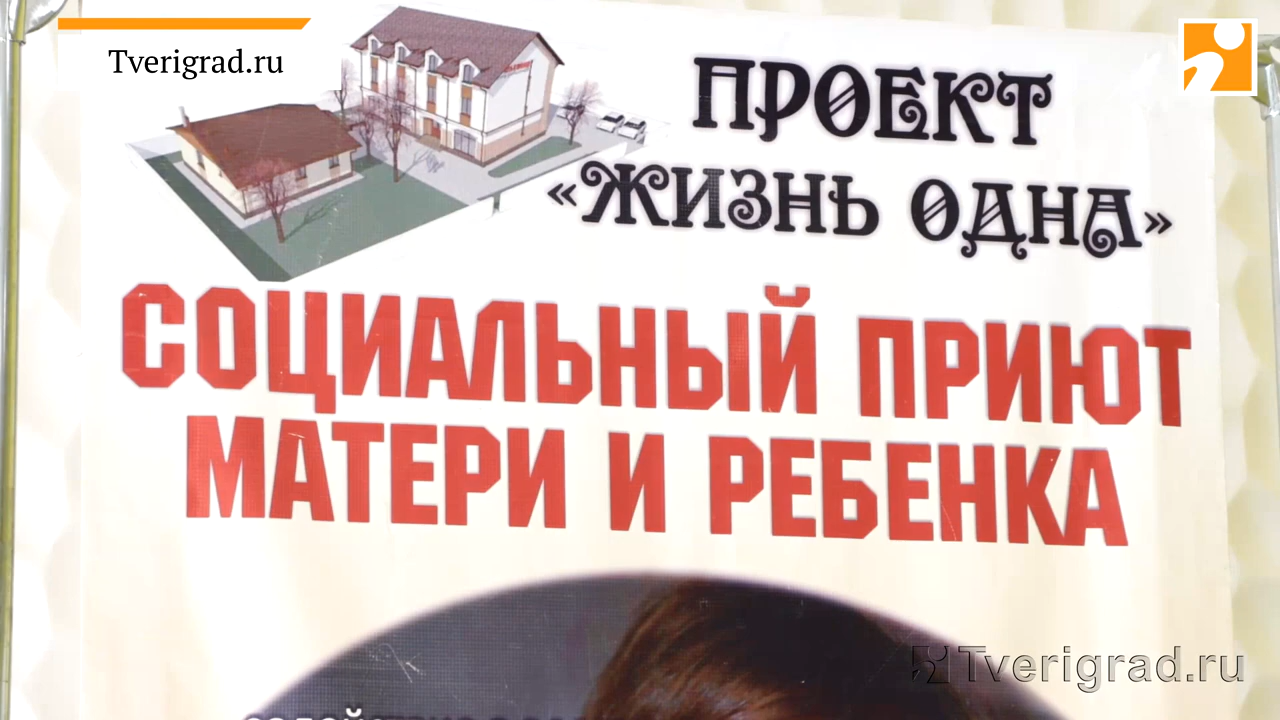 Tverigrad.ru
ПРОЕКТ
«ЖИЗНЬ ОДНА»
СОЦИАЛЬНЫЙ ПРИЮТ
МАТЕРИ И РЕБЕНКА
Tverigrad.ru